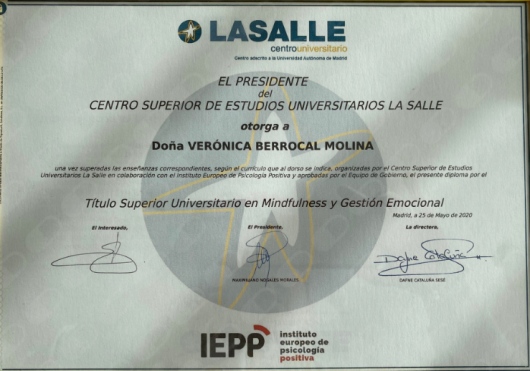 LASALLE
centrouniversitario
Centro adscrito a la Universidad Autónoma de Madrid
EL PRESIDENTE
del
CENTRO SUPERIOR DE ESTUDIOS UNIVERSITARIOS LA SALLE
otorga a
Doña VERÓNICA BERROCAL MOLINA
una vez superadas las enseñanzas correspondientes, según el currículo que al dorso se indica, organizadas por el Centro Superior de Estudios
Universitarios La Salle en colaboración con el Instituto Europeo de Psicología Positiva y aprobadas por el Equipo de Gobierno, el presente diploma por el
Título Superior Universitario en Mindfulness y Gestión Emocional
Madrid, a 25 de Mayo de 2020
El interesado,
El Presidente,
La directora,
Dafne Cataluña
MAXIMILIANO NOGALES MORALES
DAFNE CATALUÑA SESÉ
IEPP
instituto
europeo de
psicología
positiva